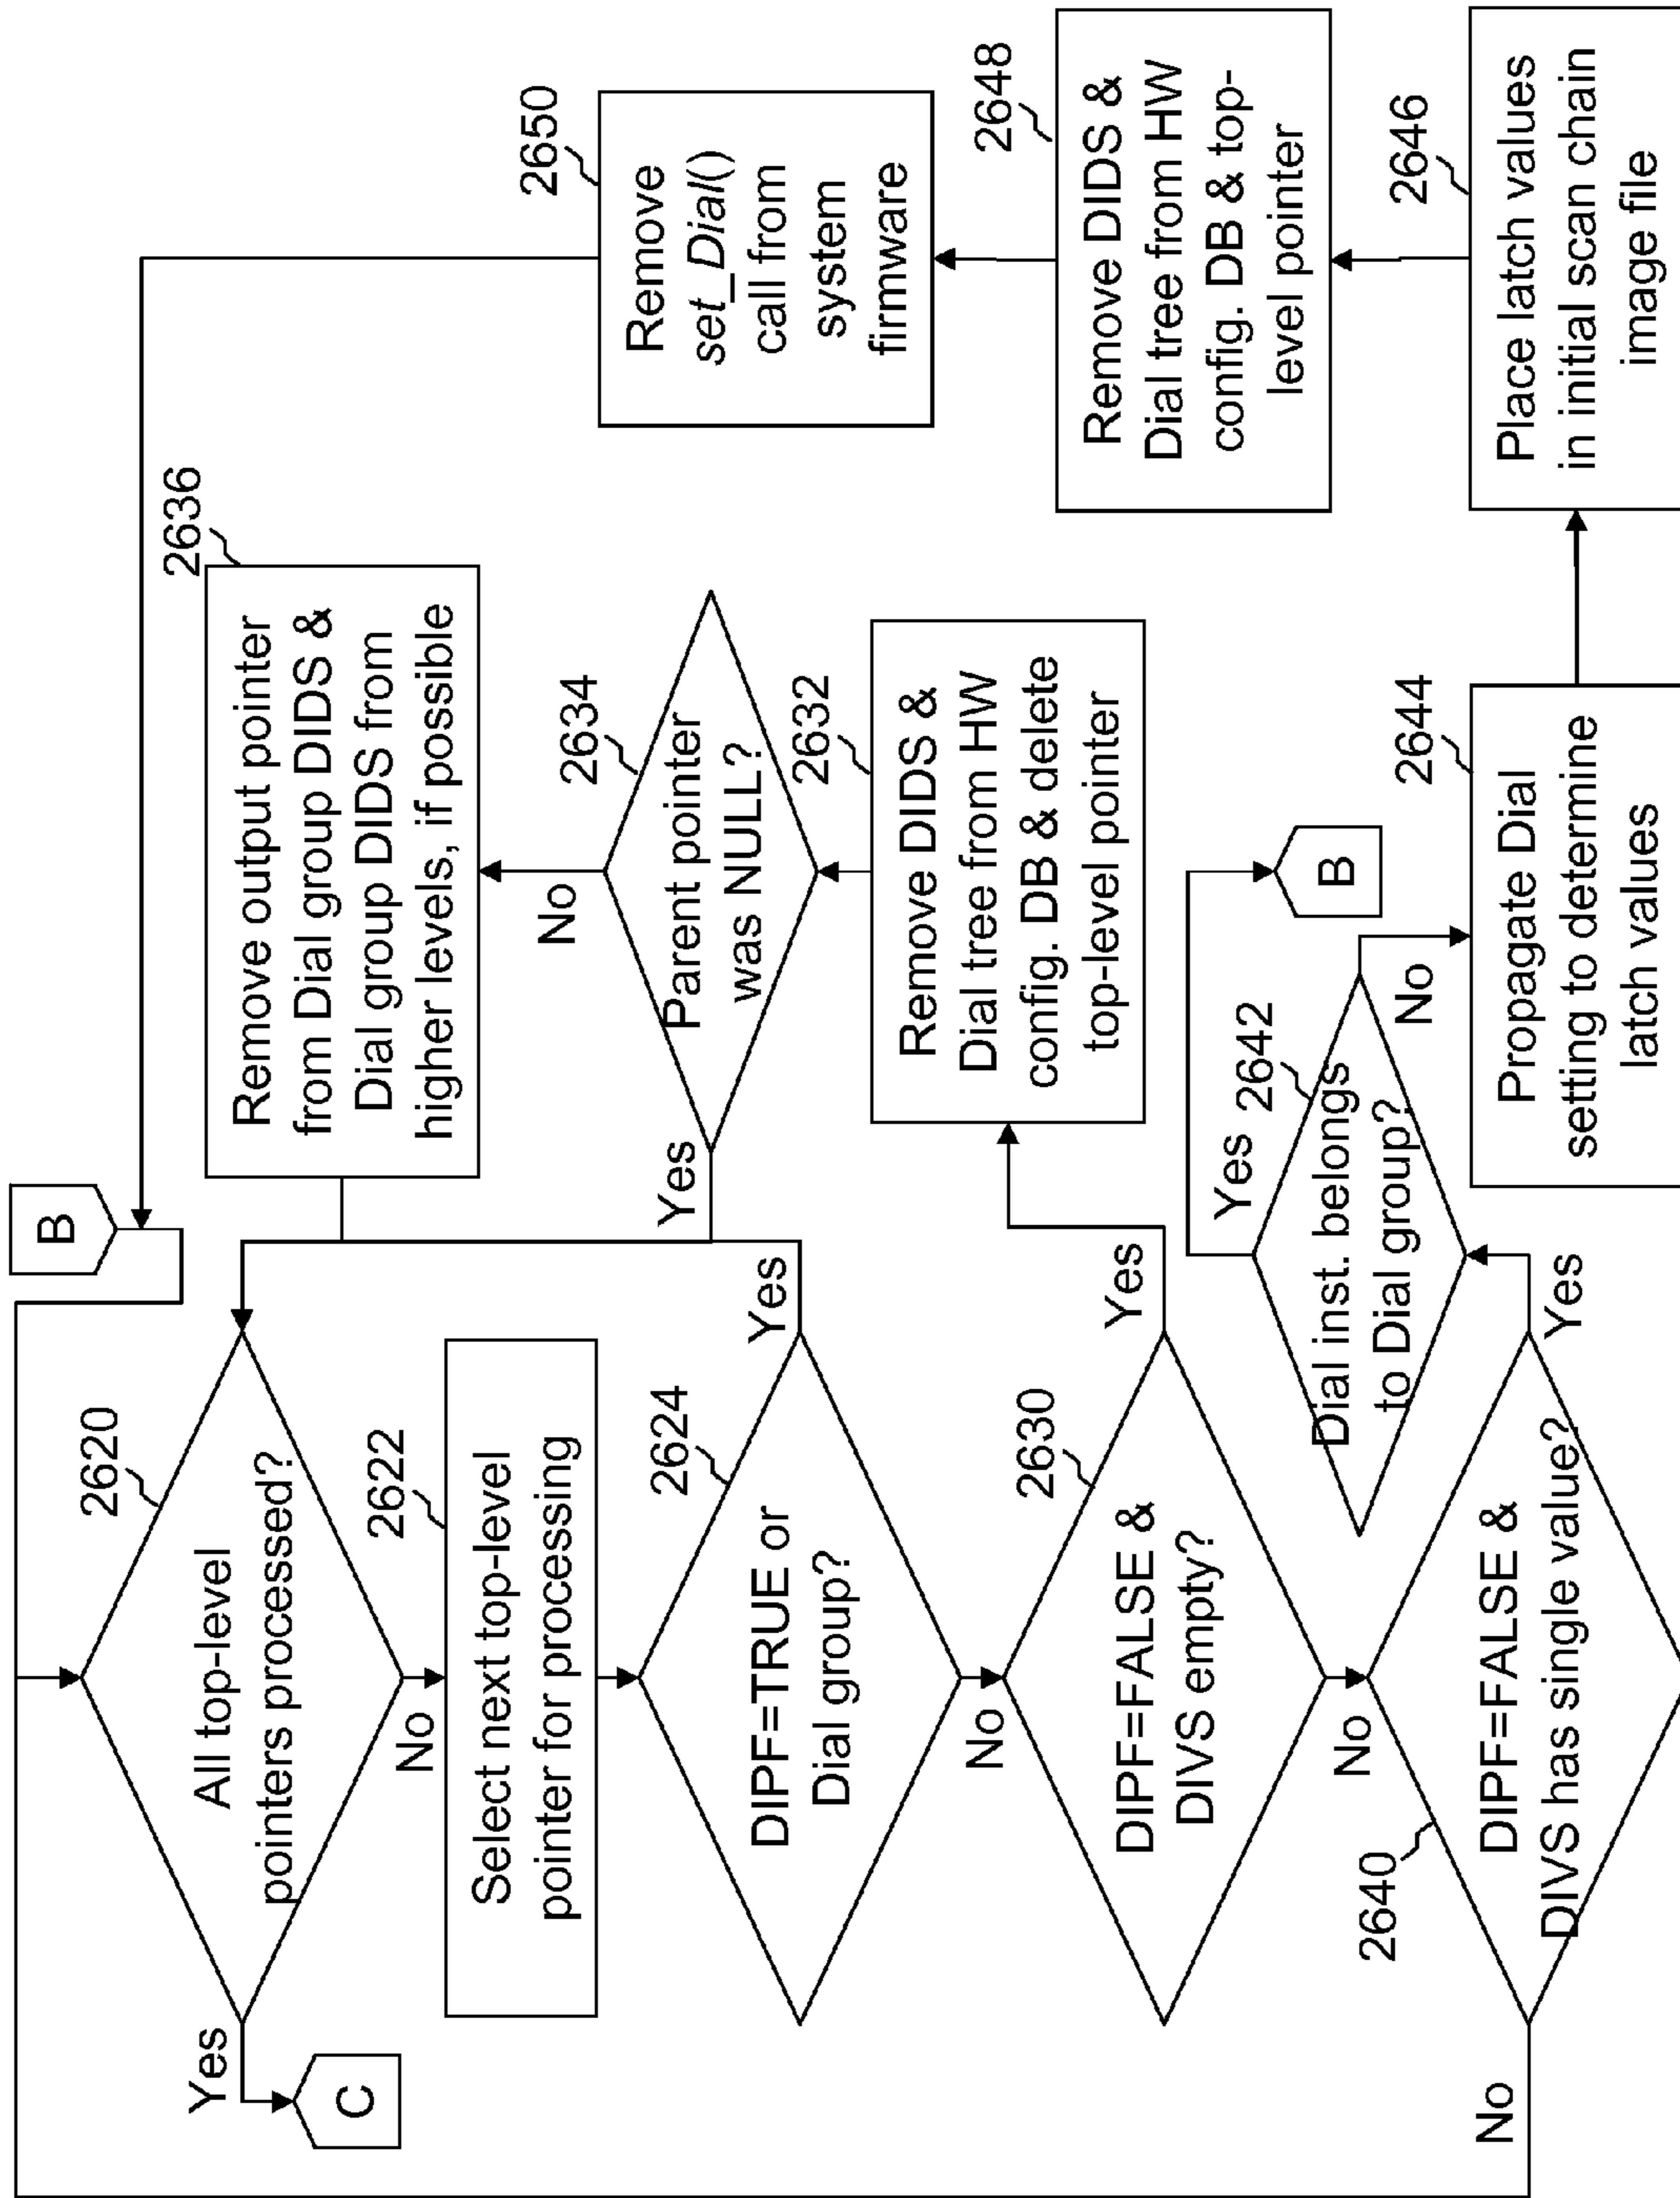 B
2620
All top-level
pointers processed?
Yes
C
No
2622
Select next top-level
pointer for processing
2624
DIPF=TRUE or
Dial group?
Yes
No
2630
DIPF=FALSE &
DIVS empty?
Yes
No
2640
DIPF=FALSE &
DIVS has single value?
Yes
No
2636
Remove output pointer
from Dial group DIDS &
Dial group DIDS from
higher levels, if possible
No
2634
Parent pointer
was NULL?
Yes
2632
Remove DIDS &
Dial tree from HW
config. DB & delete
top-level pointer
2642
Dial inst. belongs
to Dial group?
Yes
B
No
2644
Propagate Dial
setting to determine
latch values
2646
Place latch values
in initial scan chain
image file
2648
Remove DIDS &
Dial tree from HW
config. DB & top-
level pointer
2650
Remove
set_Dial()
call from
system
firmware